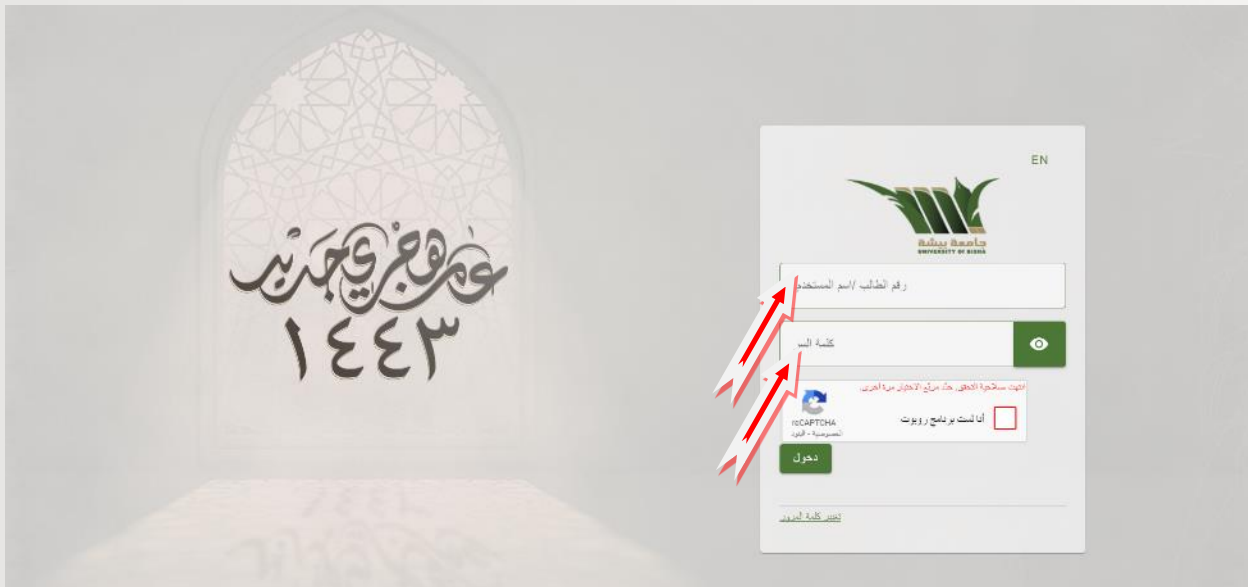 عام هجري جديد
١٤٤٣
EN
جامعة بيشة
UNIVERSITY OF BISHA
رقم الطالب /اسم المستخدم
كلمة السر
انتهت صلاحية التحقق. حدّد مربّع الاختيار مرة أخرى.
أنا لست برنامج روبوت
reCAPTCHA
الخصوصية - البنود
دخول
تغيير كلمة المرور